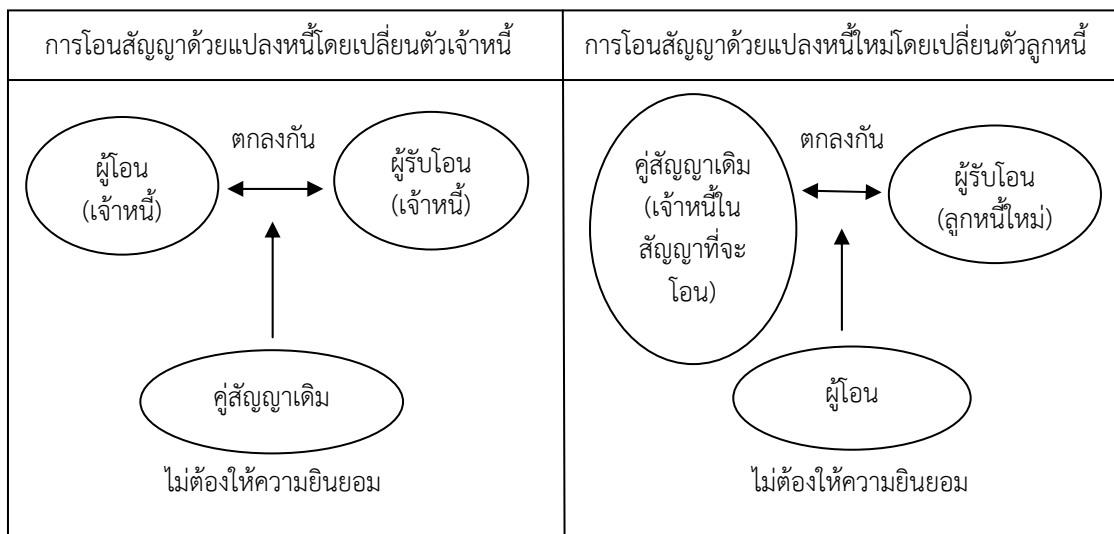 การโอนสัญญาด้วยแปลงหนี้โดยเปลี่ยนตัวเจ้าหนี้
การโอนสัญญาด้วยแปลงหนี้ใหม่โดยเปลี่ยนตัวลูกหนี้
ผู้โอน
(เจ้าหนี้)
ตกลงกัน
ผู้รับโอน
(เจ้าหนี้)
คู่สัญญาเดิม
ไม่ต้องให้ความยินยอม
คู่สัญญาเดิม
(เจ้าหนี้ใน
สัญญาที่จะ
โอน)
ตกลงกัน
ผู้รับโอน
(ลูกหนี้ใหม่)
ผู้โอน
ไม่ต้องให้ความยินยอม